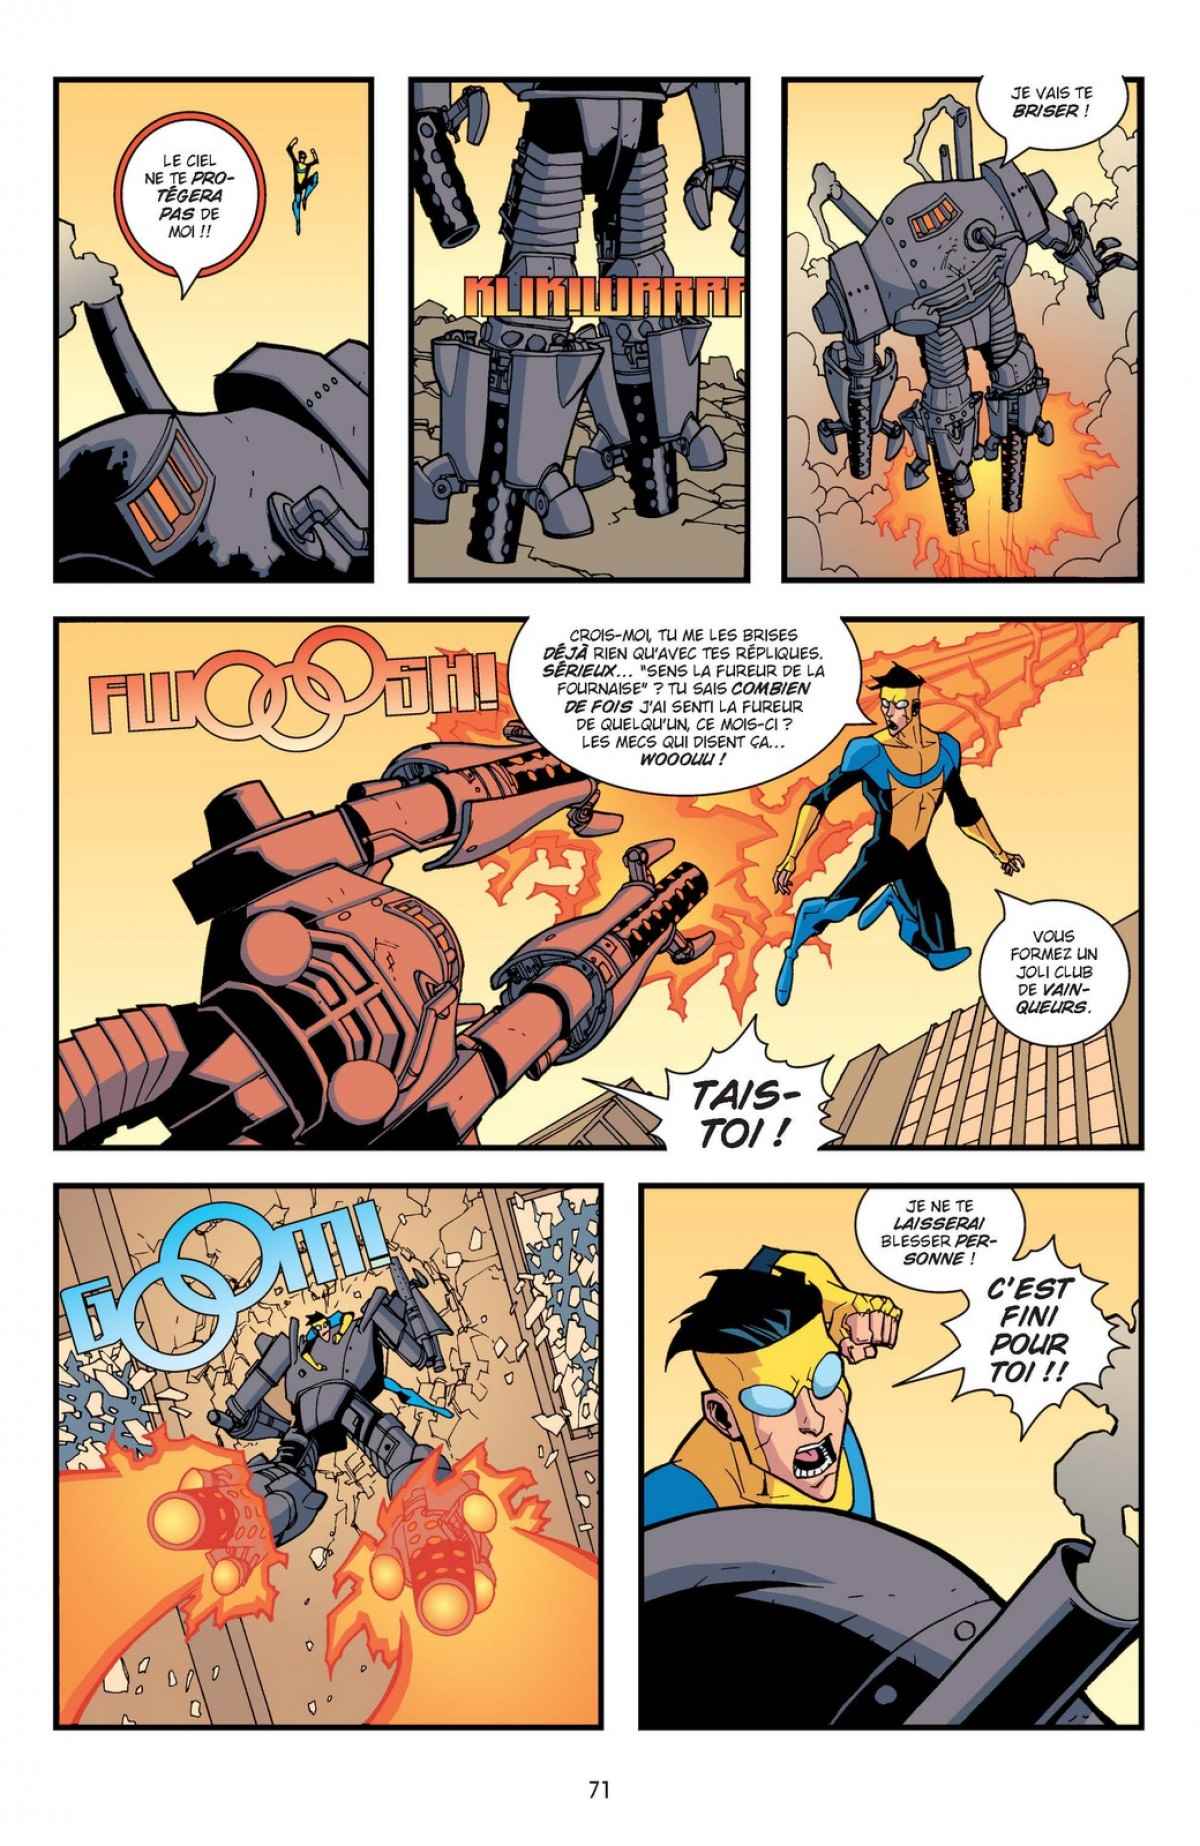 LE CIEL
NE TE PRO-
TÉGERA
PAS DE
MOI !!
KLIK!WRRRR
JE VAIS TE
BRISER !
FWOOOSH!
CROIS-MOI, TU ME LES BRISES
DÉJÀ RIEN QU'AVEC TES RÉPLIQUES.
SÉRIEUX... "SENS LA FUREUR DE LA
FOURNAISE" ? TU SAIS COMBIEN
DE FOIS J'AI SENTI LA FUREUR
DE QUELQU'UN, CE MOIS-CI ?
LES MECS QUI DISENT ÇA...
WOOOUU !
VOUS
FORMEZ UN
JOLI CLUB
DE VAIN-
QUEURS.
TAIS-
TOI !
GOOM!
JE NE TE
LAISSERAI
BLESSER PER-
SONNE !
C'EST
FINI
POUR
TOI !!
71